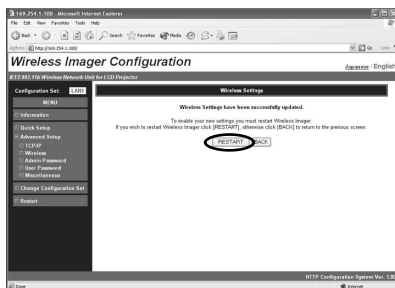 169.254.1.100 - Microsoft Internet Explorer
File Edit View Favorites Tools Help
Back Search Favorites Media
Address http://169.254.1.100/ Go Links
Wireless Imager Configuration
Japanese / English
IEEE802.11b Wireless Network Unit for LCD Projector
Configuration Set: LAN1
MENU
Information
Quick Setup
Advanced Setup
TCP/IP
Wireless
Admin Password
User Password
Miscellaneous
Change Configuration Set
Restart
Wireless Settings
Wireless Settings have been successfully updated.
To enable your new settings you must restart Wireless Imager.
If you wish to restart Wireless Imager click [RESTART], otherwise click [BACK] to return to the previous screen.
RESTART BACK
HTTP Configuration System Ver. 1.00
Done Internet